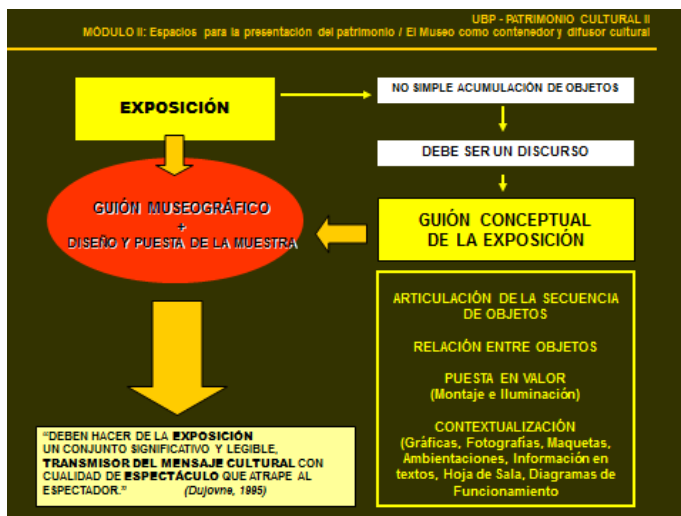 UBP - PATRIMONIO CULTURAL II
MÓDULO II: Espacios para la presentación del patrimonio / El Museo como contenedor y difusor cultural
EXPOSICIÓN
NO SIMPLE ACUMULACIÓN DE OBJETOS
DEBE SER UN DISCURSO
GUIÓN CONCEPTUAL
DE LA EXPOSICIÓN
GUIÓN MUSEOGRÁFICO
+
DISEÑO Y PUESTA DE LA MUESTRA
ARTICULACIÓN DE LA SECUENCIA
DE OBJETOS
RELACIÓN ENTRE OBJETOS
PUESTA EN VALOR
(Montaje e Iluminación)
CONTEXTUALIZACIÓN
(Gráficas, Fotografías, Maquetas,
Ambientaciones, Información en
textos, Hoja de Sala, Diagramas de
Funcionamiento
"DEBEN HACER DE LA EXPOSICIÓN
UN CONJUNTO SIGNIFICATIVO Y LEGIBLE,
TRANSMISOR DEL MENSAJE CULTURAL CON
CUALIDAD DE ESPECTÁCULO QUE ATRAPE AL
ESPECTADOR." (Dujovne, 1995)